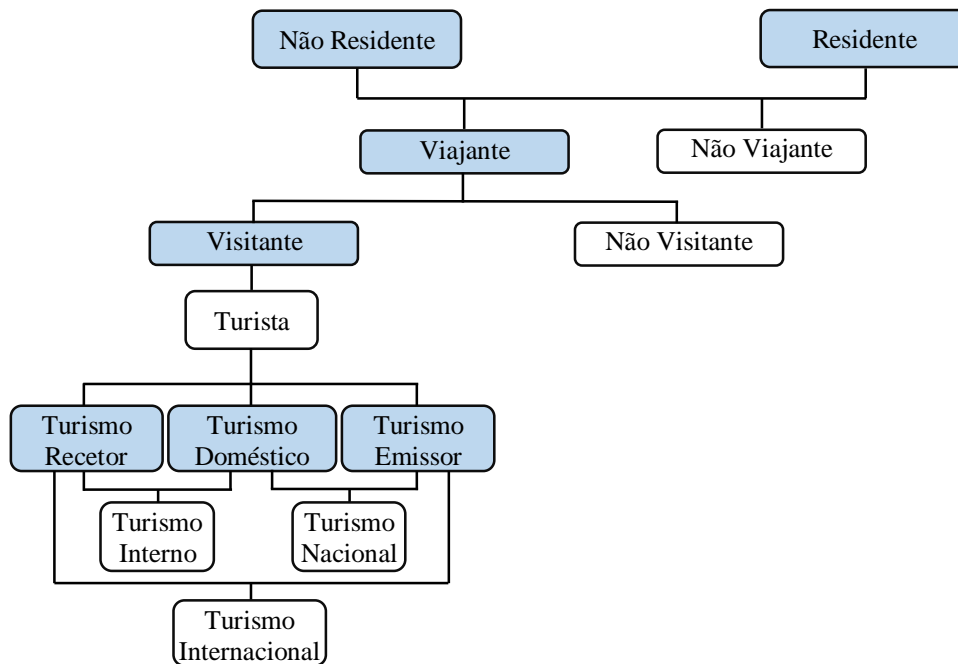 Não Residente
Residente
Viajante
Não Viajante
Visitante
Não Visitante
Turista
Turismo
Recetor
Turismo
Doméstico
Turismo
Emissor
Turismo
Interno
Turismo
Nacional
Turismo
Internacional